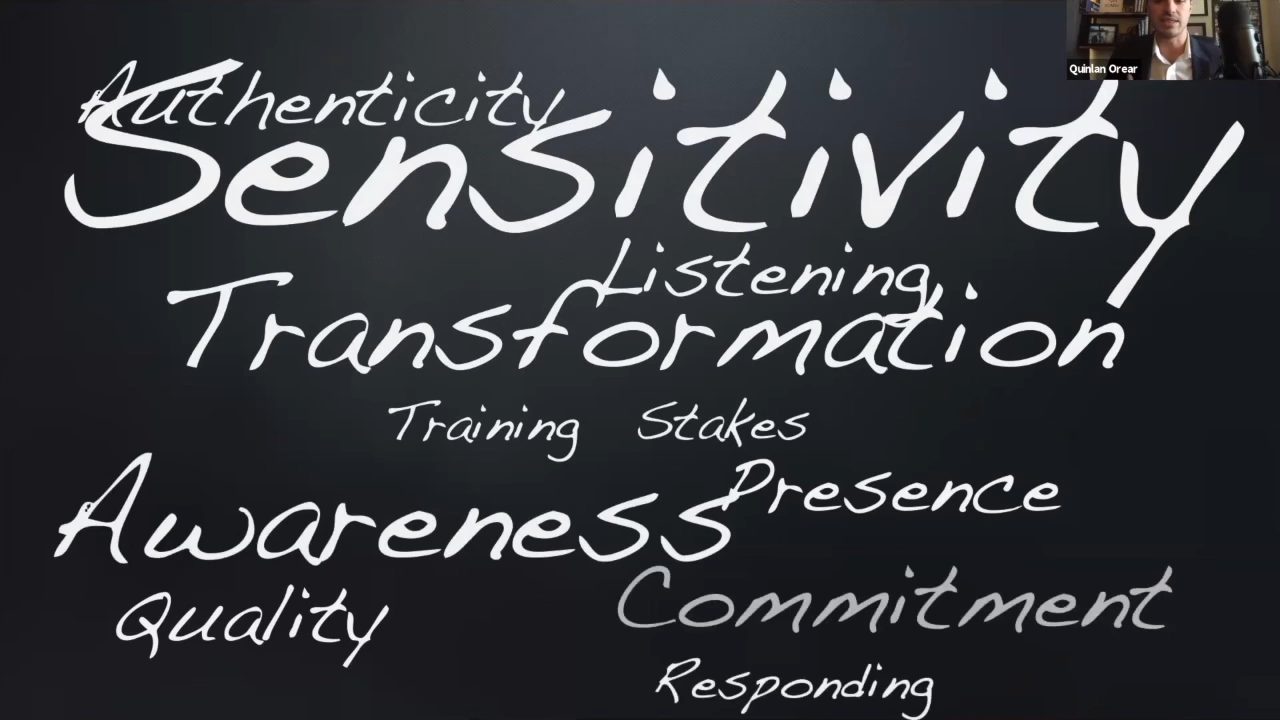 Quinlan Orear
Authenticity
Sensitivity
Listening
Transformation
Training Stakes
Presence
Awareness
Commitment
Quality
Responding